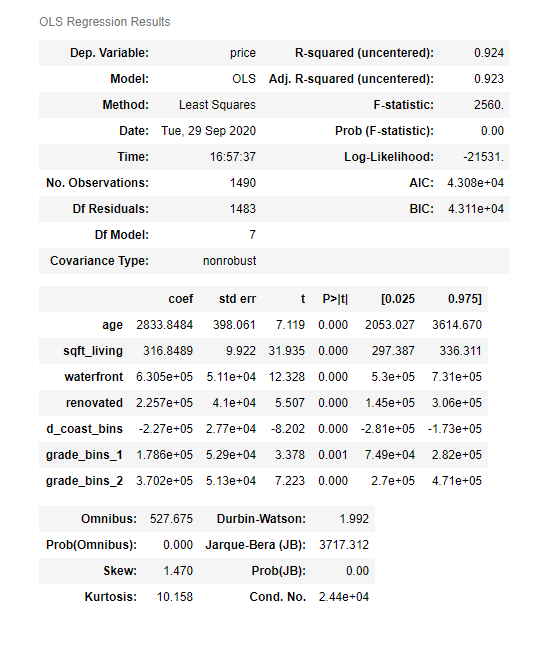 OLS Regression Results
Dep. Variable: price R-squared (uncentered): 0.924
Model: OLS Adj. R-squared (uncentered): 0.923
Method: Least Squares F-statistic: 2560.
Date: Tue, 29 Sep 2020 Prob (F-statistic): 0.00
Time: 16:57:37 Log-Likelihood: -21531.
No. Observations: 1490 AIC: 4.308e+04
Df Residuals: 1483 BIC: 4.311e+04
Df Model: 7
Covariance Type: nonrobust
coef std err t P>|t| [0.025 0.975]
age 2833.8484 398.061 7.119 0.000 2053.027 3614.670
sqft_living 316.8489 9.922 31.935 0.000 297.387 336.311
waterfront 6.305e+05 5.11e+04 12.328 0.000 5.3e+05 7.31e+05
renovated 2.257e+05 4.1e+04 5.507 0.000 1.45e+05 3.06e+05
d_coast_bins -2.27e+05 2.77e+04 -8.202 0.000 -2.81e+05 -1.73e+05
grade_bins_1 1.786e+05 5.29e+04 3.378 0.001 7.49e+04 2.82e+05
grade_bins_2 3.702e+05 5.13e+04 7.223 0.000 2.7e+05 4.71e+05
Omnibus: 527.675 Durbin-Watson: 1.992
Prob(Omnibus): 0.000 Jarque-Bera (JB): 3717.312
Skew: 1.470 Prob(JB): 0.00
Kurtosis: 10.158 Cond. No. 2.44e+04